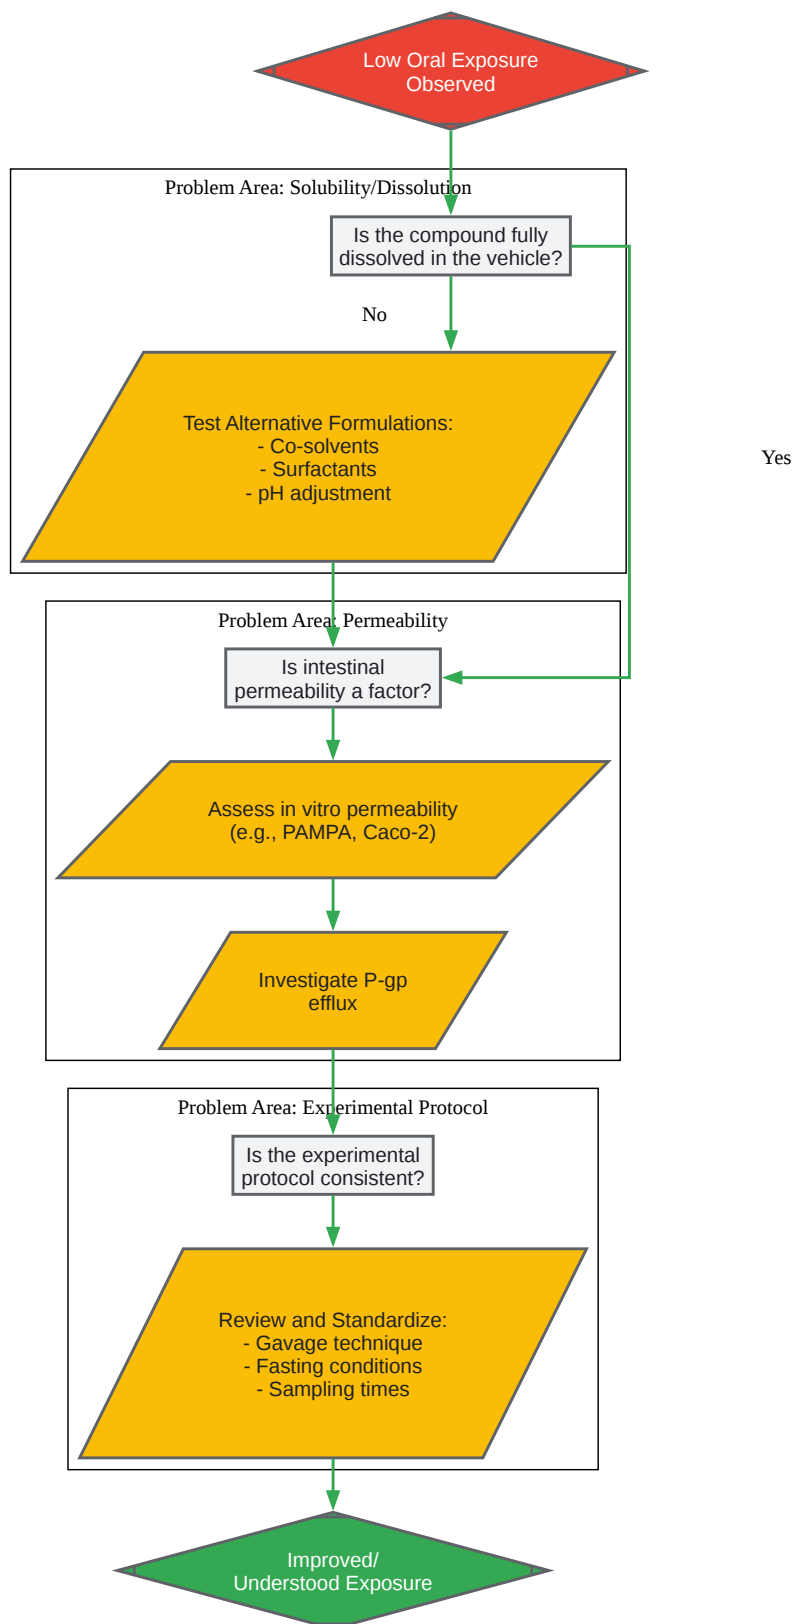 Low Oral Exposure
Observed
Problem Area: Solubility/Dissolution
Is the compound fully
dissolved in the vehicle?
No
Test Alternative Formulations:
- Co-solvents
- Surfactants
- pH adjustment
Yes
Problem Area: Permeability
Is intestinal
permeability a factor?
Assess in vitro permeability
(e.g., PAMPA, Caco-2)
Investigate P-gp
efflux
Problem Area: Experimental Protocol
Is the experimental
protocol consistent?
Review and Standardize:
- Gavage technique
- Fasting conditions
- Sampling times
Improved/
Understood Exposure